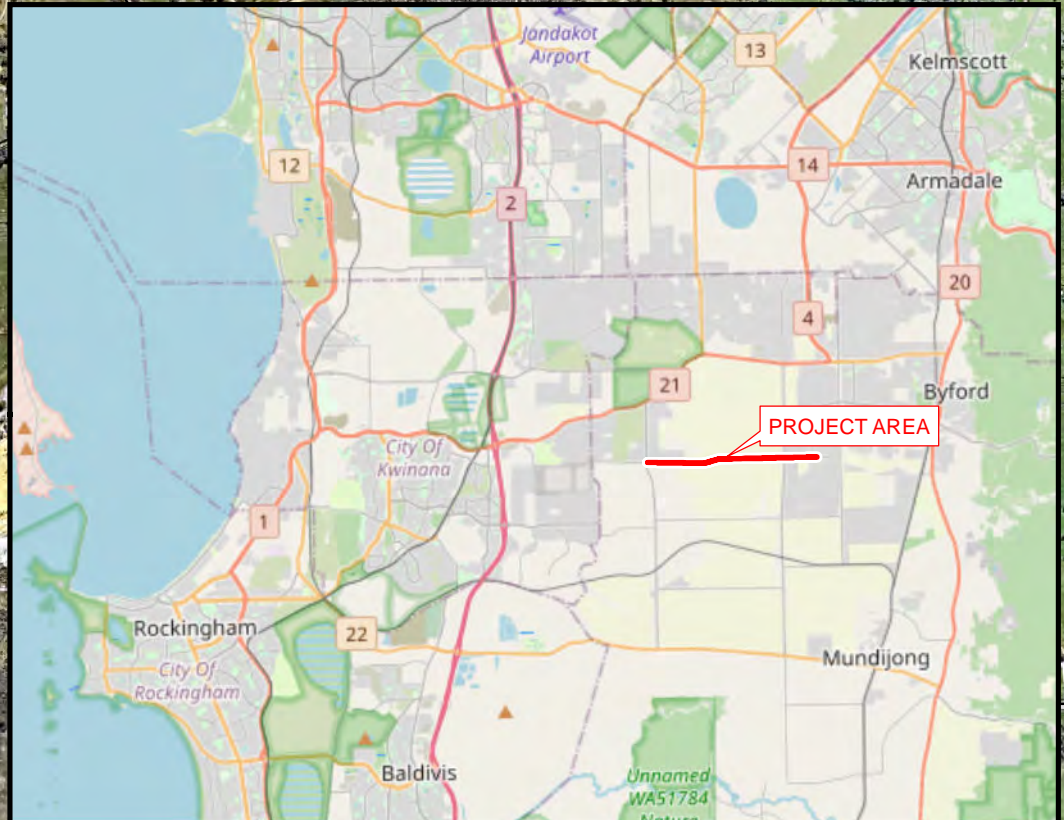 Jandakot
Airport
13
Kelmscott
12
14
Armadale
2
20
4
21
Byford
PROJECT AREA
City Of
Kwinana
1
Rockingham
22
Mundijong
City Of
Rockingham
Baldivis
Unnamed
WA51784
Nature